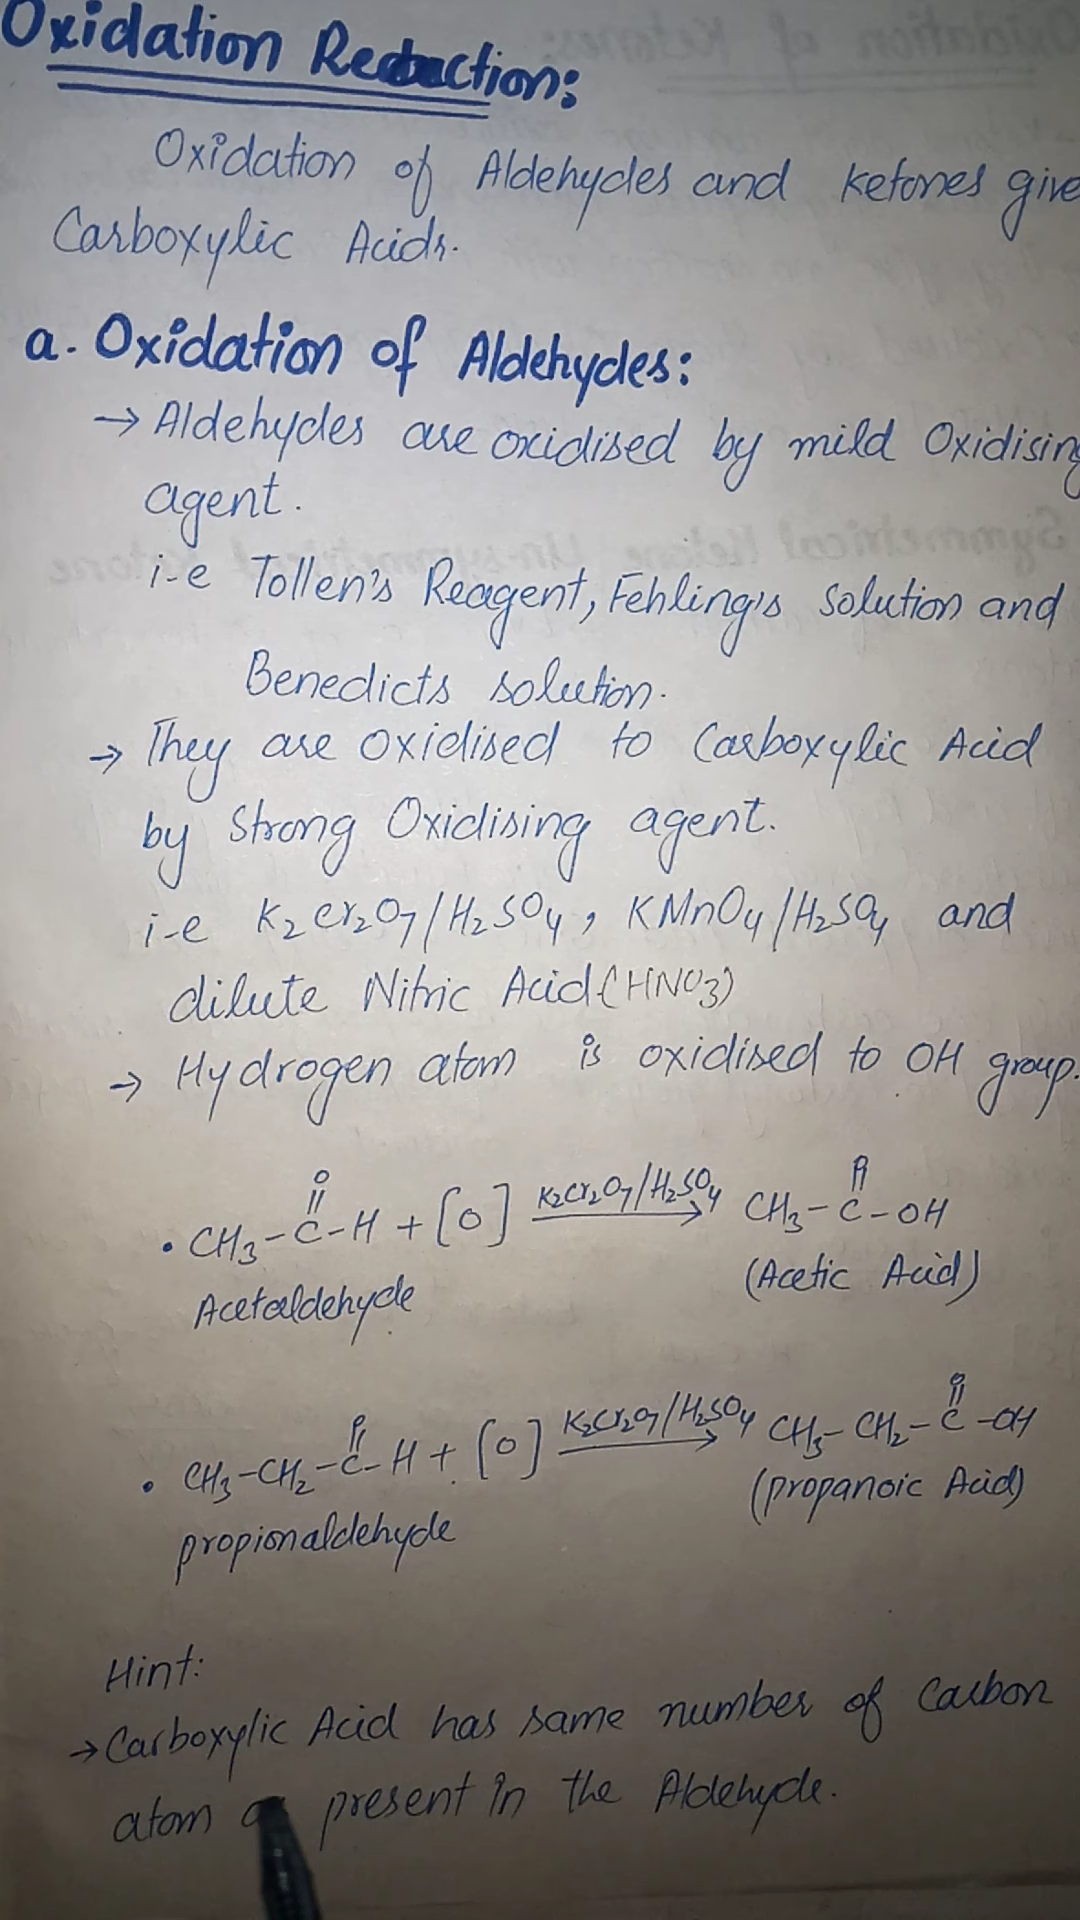 Oxidation Reduction:
Oxidation of Aldehydes and ketones give
Carboxylic Acids.
a. Oxidation of Aldehydes:
→ Aldehydes are oxidised by mild Oxidising
agent.
i-e Tollen's Reagent, Fehling's solution and
Benedicts solution.
→ They are oxidised to Carboxylic Acid
by Strong Oxidising agent.
i-e K₂Cr₂O₇/H₂SO₄, KMnO₄/H₂SO₄ and
dilute Nitric Acid (HNO₃)
→ Hydrogen atom is oxidised to OH group.
O O
|| ||
• CH₃-C-H + [O] K₂Cr₂O₇/H₂SO₄ → CH₃-C-OH
Acetaldehyde (Acetic Acid)
O O
|| ||
• CH₃-CH₂-C-H + [O] K₂Cr₂O₇/H₂SO₄ → CH₃-CH₂-C-OH
propionaldehyde (propanoic Acid)
Hint:
→ Carboxylic Acid has same number of Carbon
atom present in the Aldehyde.